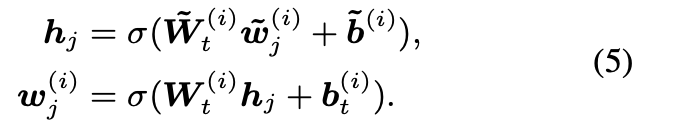 h_j = σ(W̃_t^{(i)} w̃_j^{(i)} + b̃^{(i)}),
w_j^{(i)} = σ(W_t^{(i)} h_j + b_t^{(i)}).
(5)